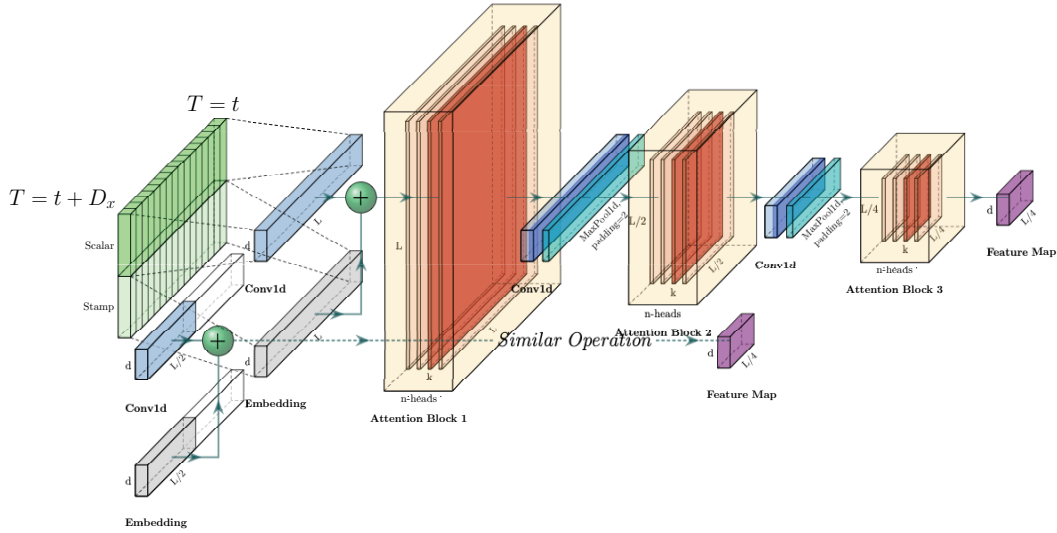 T = t
T = t + D_x
Scalar
Stamp
d
L
Conv1d
d
L
Embedding
+
d
L/2
Conv1d
+
d
L/2
Embedding
L
L
k
n-heads
Attention Block 1
Conv1d
MaxPool1d,
padding=2
L/2
L/2
k
n-heads
Attention Block 2
Conv1d
MaxPool1d,
padding=2
L/4
L/4
k
n-heads
Attention Block 3
d
L/4
Feature Map
Similar Operation
d
L/4
Feature Map